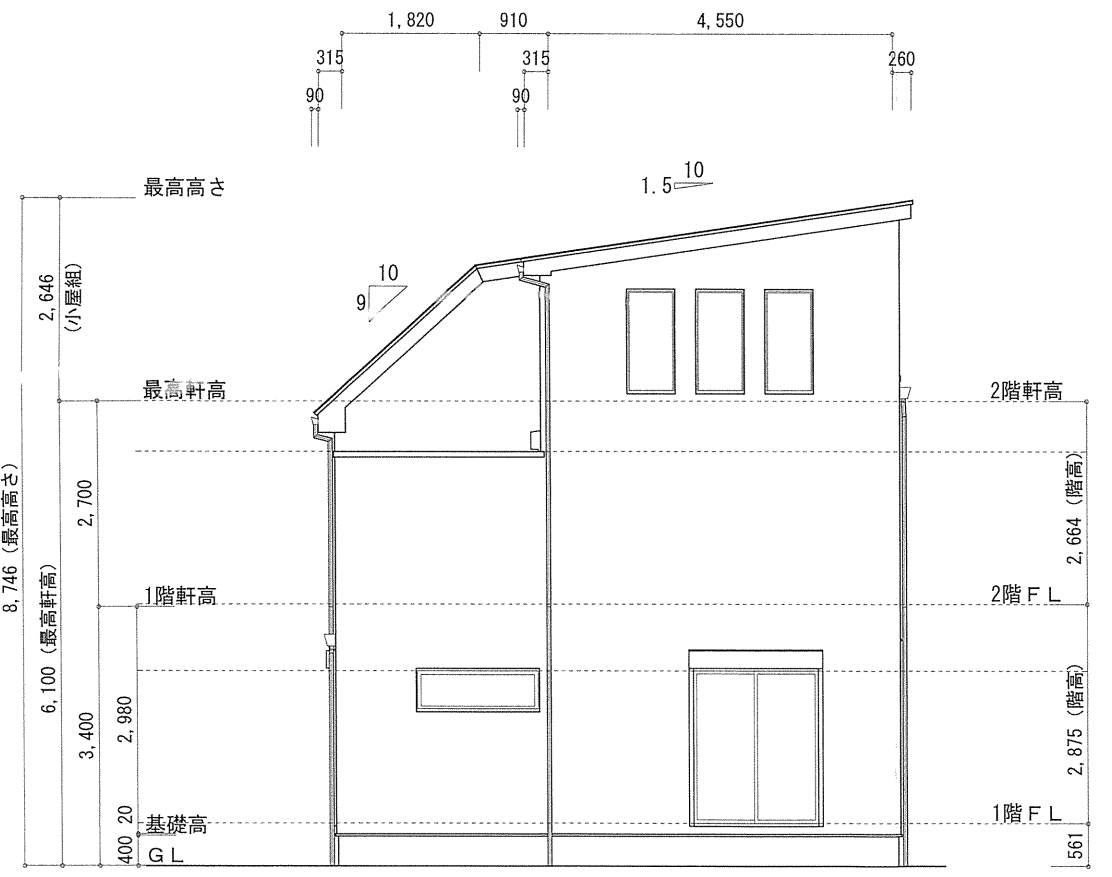 1,820 910 4,550
315 315 260
90 90
10
1.5
最高高さ
10
9
2,646
(小屋組)
最高軒高
2階軒高
2,700
8,746 (最高高さ)
6,100 (最高軒高)
2,664 (階高)
1階軒高
2階FL
3,400
2,980
2,875 (階高)
20
基礎高
1階FL
400
GL
561